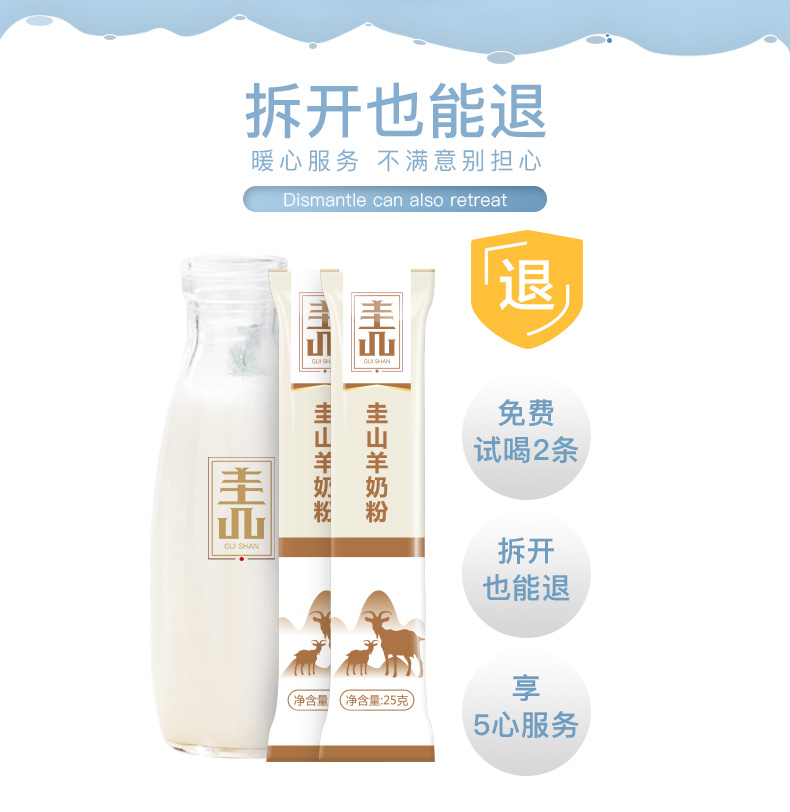 拆开也能退
暖心服务 不满意别担心
Dismantle can also retreat
退
圭山
GUI SHAN
圭山羊奶粉
净含量
圭山
GUI SHAN
圭山羊奶粉
净含量:25克
圭山
GUI SHAN
免费
试喝2条
拆开
也能退
享
5心服务